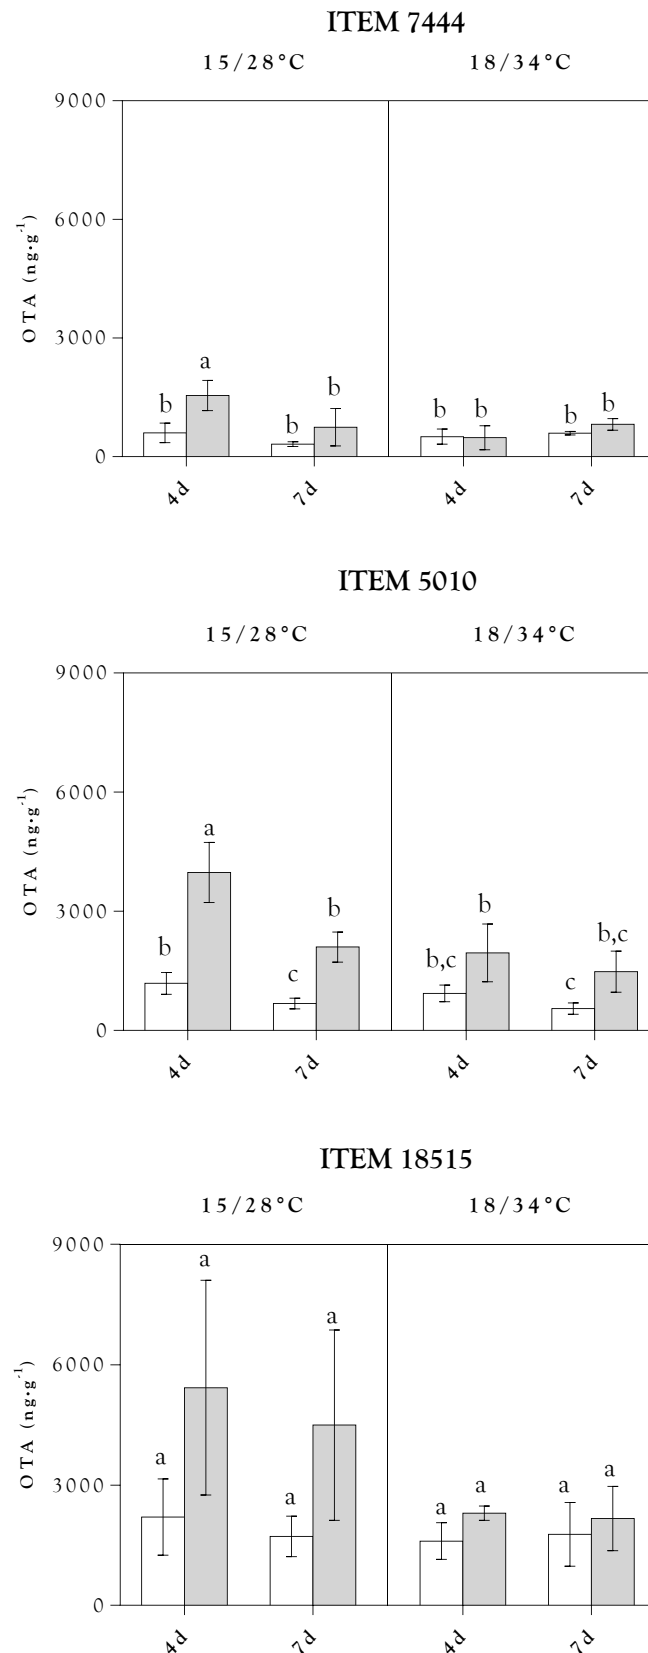 ITEM 7444
15/28°C 18/34°C
9000
6000
3000
0
OTA (ng·g⁻¹)
b a b b b b b b
4d 7d 4d 7d
ITEM 5010
15/28°C 18/34°C
9000
6000
3000
0
OTA (ng·g⁻¹)
b a c b b,c b c b,c
4d 7d 4d 7d
ITEM 18515
15/28°C 18/34°C
9000
6000
3000
0
OTA (ng·g⁻¹)
a a a a a a a a
4d 7d 4d 7d